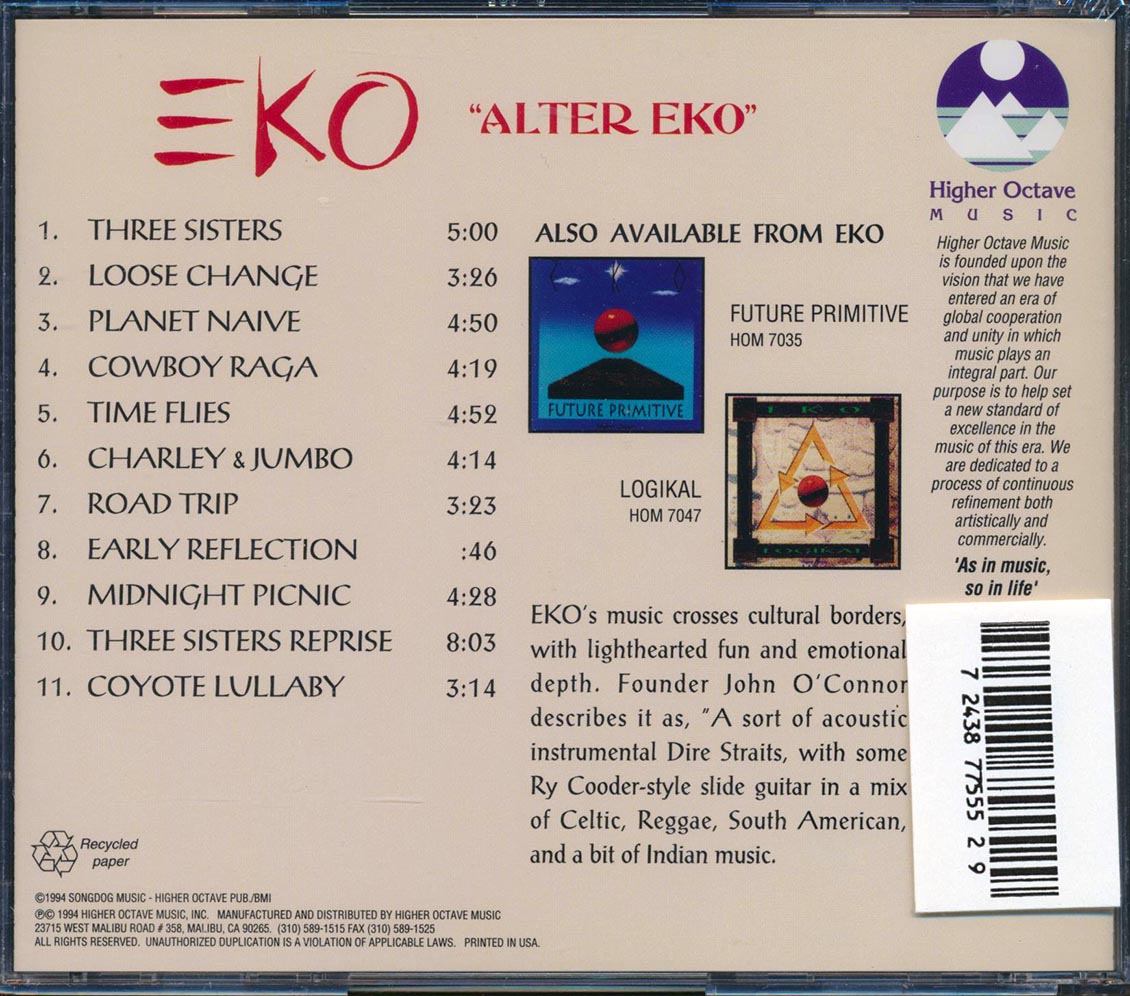 EKO "ALTER EKO"
1. THREE SISTERS 5:00
2. LOOSE CHANGE 3:26
3. PLANET NAIVE 4:50
4. COWBOY RAGA 4:19
5. TIME FLIES 4:52
6. CHARLEY & JUMBO 4:14
7. ROAD TRIP 3:23
8. EARLY REFLECTION :46
9. MIDNIGHT PICNIC 4:28
10. THREE SISTERS REPRISE 8:03
11. COYOTE LULLABY 3:14
ALSO AVAILABLE FROM EKO
EKO
FUTURE PRIMITIVE
FUTURE PRIMITIVE
HOM 7035
EKO
LOGIKAL
LOGIKAL
HOM 7047
EKO's music crosses cultural borders,
with lighthearted fun and emotional
depth. Founder John O'Connor
describes it as, "A sort of acoustic
instrumental Dire Straits, with some
Ry Cooder-style slide guitar in a mix
of Celtic, Reggae, South American,
and a bit of Indian music.
Higher Octave
MUSIC
Higher Octave Music
is founded upon the
vision that we have
entered an era of
global cooperation
and unity in which
music plays an
integral part. Our
purpose is to help set
a new standard of
excellence in the
music of this era. We
are dedicated to a
process of continuous
refinement both
artistically and
commercially.
'As in music,
so in life'
7 2438 77555 2 9
Recycled
paper
©1994 SONGDOG MUSIC - HIGHER OCTAVE PUB./BMI
℗© 1994 HIGHER OCTAVE MUSIC, INC. MANUFACTURED AND DISTRIBUTED BY HIGHER OCTAVE MUSIC
23715 WEST MALIBU ROAD # 358, MALIBU, CA 90265. (310) 589-1515 FAX (310) 589-1525
ALL RIGHTS RESERVED. UNAUTHORIZED DUPLICATION IS A VIOLATION OF APPLICABLE LAWS. PRINTED IN USA.